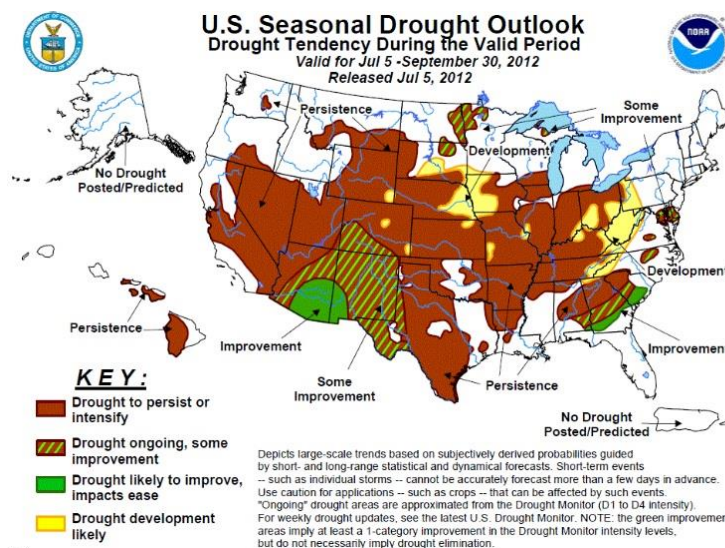 U.S. Seasonal Drought Outlook
Drought Tendency During the Valid Period
Valid for Jul 5 -September 30, 2012
Released Jul 5, 2012
NOAA
Persistence
Some
Improvement
No Drought
Posted/Predicted
Development
Development
Persistence
Improvement
Improvement
Some
Improvement
Persistence
No Drought
Posted/Predicted
KEY:
Drought to persist or
intensify
Drought ongoing, some
improvement
Drought likely to improve,
impacts ease
Drought development
likely
Depicts large-scale trends based on subjectively derived probabilities guided
by short- and long-range statistical and dynamical forecasts. Short-term events
-- such as individual storms -- cannot be accurately forecast more than a few days in advance.
Use caution for applications -- such as crops -- that can be affected by such events.
"Ongoing" drought areas are approximated from the Drought Monitor (D1 to D4 intensity).
For weekly drought updates, see the latest U.S. Drought Monitor. NOTE: the green improvement
areas imply at least a 1-category improvement in the Drought Monitor intensity levels,
but do not necessarily imply drought elimination.